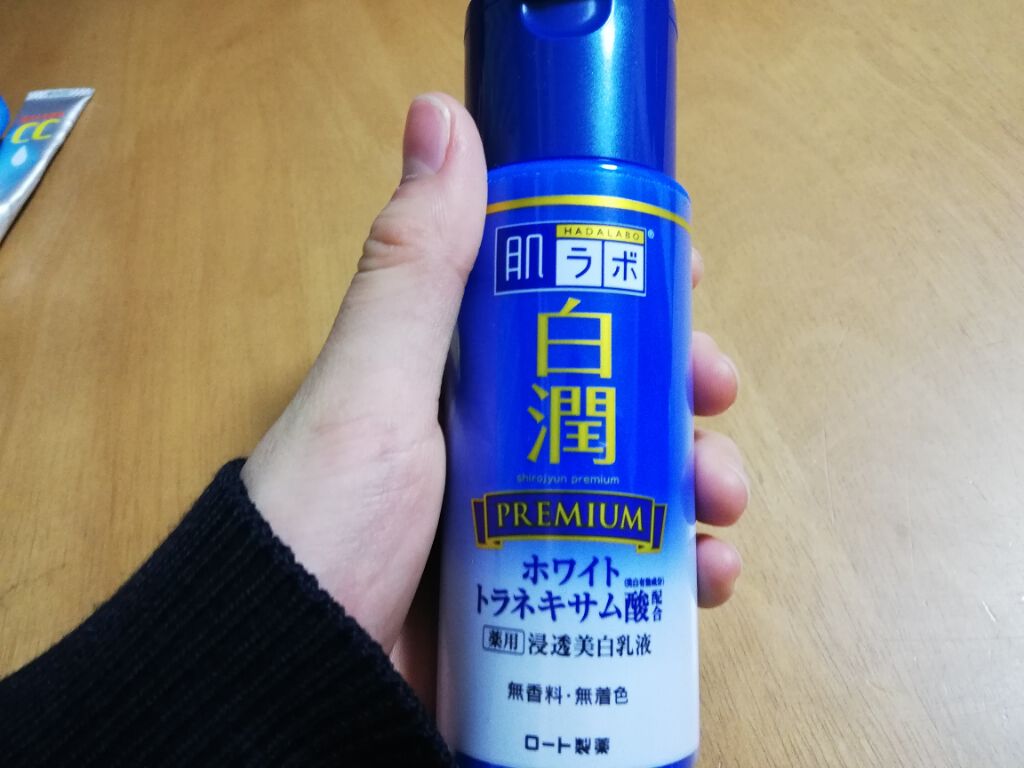 CC
HADALABO
肌ラボ®
白
潤
shirojyun premium
PREMIUM
ホワイト
トラネキサム酸(美白有効成分)配合
薬用 浸透美白乳液
無香料・無着色
ロート製薬